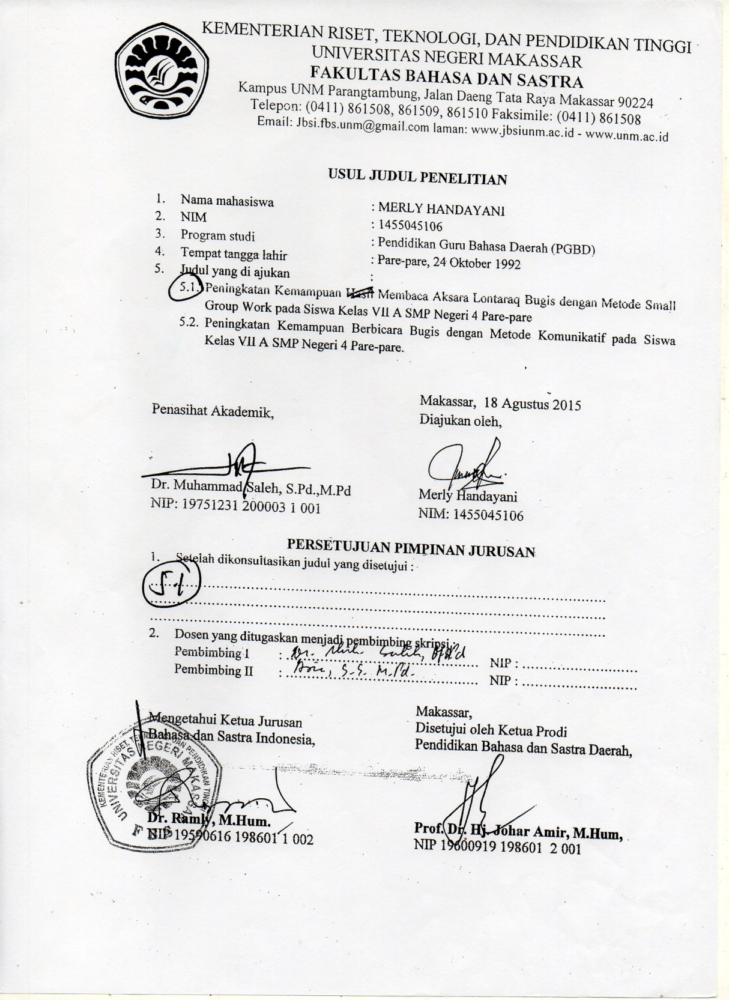 KEMENTERIAN RISET, TEKNOLOGI, DAN PENDIDIKAN TINGGI
UNIVERSITAS NEGERI MAKASSAR
FAKULTAS BAHASA DAN SASTRA
Kampus UNM Parangtambung, Jalan Daeng Tata Raya Makassar 90224
Telepon: (0411) 861508, 861509, 861510 Faksimile: (0411) 861508
Email: Jbsi.fbs.unm@gmail.com laman: www.jbsiunm.ac.id - www.unm.ac.id
USUL JUDUL PENELITIAN
1. Nama mahasiswa : MERLY HANDAYANI
2. NIM : 1455045106
3. Program studi : Pendidikan Guru Bahasa Daerah (PGBD)
4. Tempat tangga lahir : Pare-pare, 24 Oktober 1992
5. Judul yang di ajukan :
5.1. Peningkatan Kemampuan Hasil Membaca Aksara Lontaraq Bugis dengan Metode Small
Group Work pada Siswa Kelas VII A SMP Negeri 4 Pare-pare
5.2. Peningkatan Kemampuan Berbicara Bugis dengan Metode Komunikatif pada Siswa
Kelas VII A SMP Negeri 4 Pare-pare.
Makassar, 18 Agustus 2015
Penasihat Akademik, Diajukan oleh,
Dr. Muhammad Saleh, S.Pd.,M.Pd Merly Handayani
NIP: 19751231 200003 1 001 NIM: 1455045106
PERSETUJUAN PIMPINAN JURUSAN
1. Setelah dikonsultasikan judul yang disetujui :
5.1
2. Dosen yang ditugaskan menjadi pembimbing skripsi :
Pembimbing I : Dr. Muh. Saleh, NIP :
Pembimbing II : S.S. M.Pd. NIP :
Makassar,
Mengetahui Ketua Jurusan Disetujui oleh Ketua Prodi
Bahasa dan Sastra Indonesia, Pendidikan Bahasa dan Sastra Daerah,
KEMENTERIAN RISET, TEKNOLOGI DAN PENDIDIKAN TINGGI
UNIVERSITAS NEGERI MAKASSAR
FBS
Dr. Ramly, M.Hum. Prof. Dr. Hj. Johar Amir, M.Hum,
NIP 19590616 198601 1 002 NIP 19600919 198601 2 001